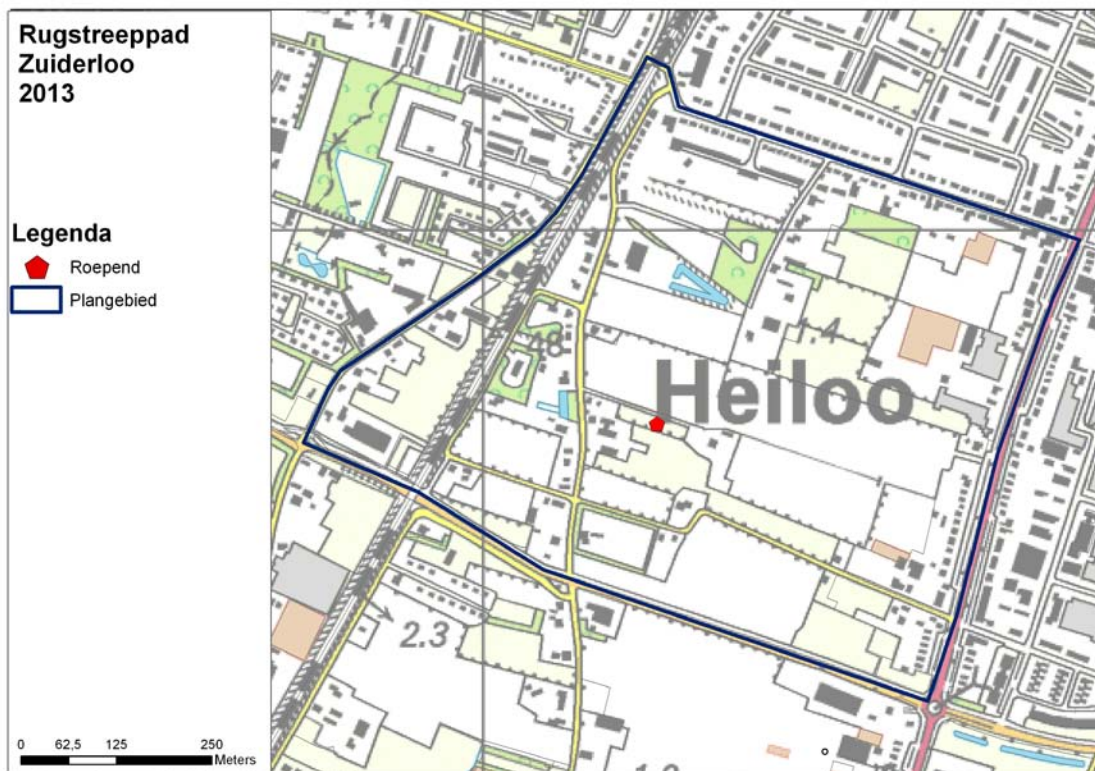 Rugstreeppad
Zuiderloo
2013
Legenda
Roepend
Plangebied
0 62,5 125 250
Meters
1.4
48
Heiloo
2.3